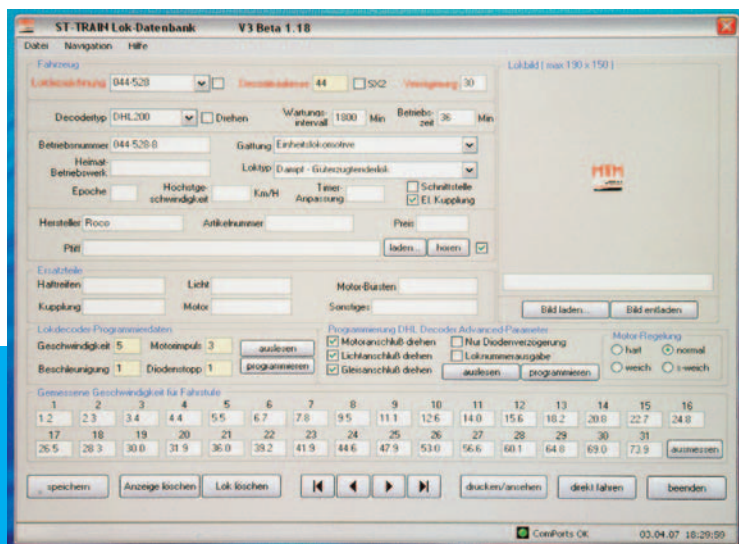 ST-TRAIN Lok-Datenbank V3 Beta 1.18
Datei Navigation Hilfe
Fahrzeug
Lokbezeichnung 044-528 Decoderadresse 44 SX2 Verzögerung 30
Lokbild ( max 190 x 150 )
Decodertyp DHL200 Drehen Wartungs-intervall 1800 Min Betriebs-zeit 36 Min
Betriebsnummer 044-528-8 Gattung Einheitslokomotive
Heimat-Betriebswerk Loktyp Dampf - Güterzugtenderlok
Epoche Höchstge-schwindigkeit Km/H Timer-Anpassung Schnittstelle
El. Kupplung
MTTM
Hersteller Roco Artikelnummer Preis
Pfiff laden... hören
Ersatzteile
Haftreifen Licht Motor-Bürsten
Kupplung Motor Sonstiges
Bild laden... Bild entladen
Lokdecoder-Programmierdaten
Geschwindigkeit 5 Motorimpuls 3 auslesen
Beschleunigung 1 Diodenstopp 1 programmieren
Programmierung DHL Decoder Advanced-Parameter
Motoranschluß drehen Nur Diodenverzögerung
Lichtanschluß drehen Loknummerausgabe
Gleisanschluß drehen auslesen programmieren
Motor-Regelung
hart normal
weich s-weich
Gemessene Geschwindigkeit für Fahrstufe
1 2 3 4 5 6 7 8 9 10 11 12 13 14 15 16
1.2 2.3 3.4 4.4 5.5 6.7 7.8 9.5 11.1 12.6 14.0 15.6 18.2 20.8 22.7 24.8
17 18 19 20 21 22 23 24 25 26 27 28 29 30 31
26.5 28.3 30.0 31.9 36.0 39.2 41.9 44.6 47.9 53.0 56.6 60.1 64.8 69.0 73.9 ausmessen
speichern Anzeige löschen Lok löschen drucken/ansehen direkt fahren beenden
ComPorts OK 03.04.07 18:29:59